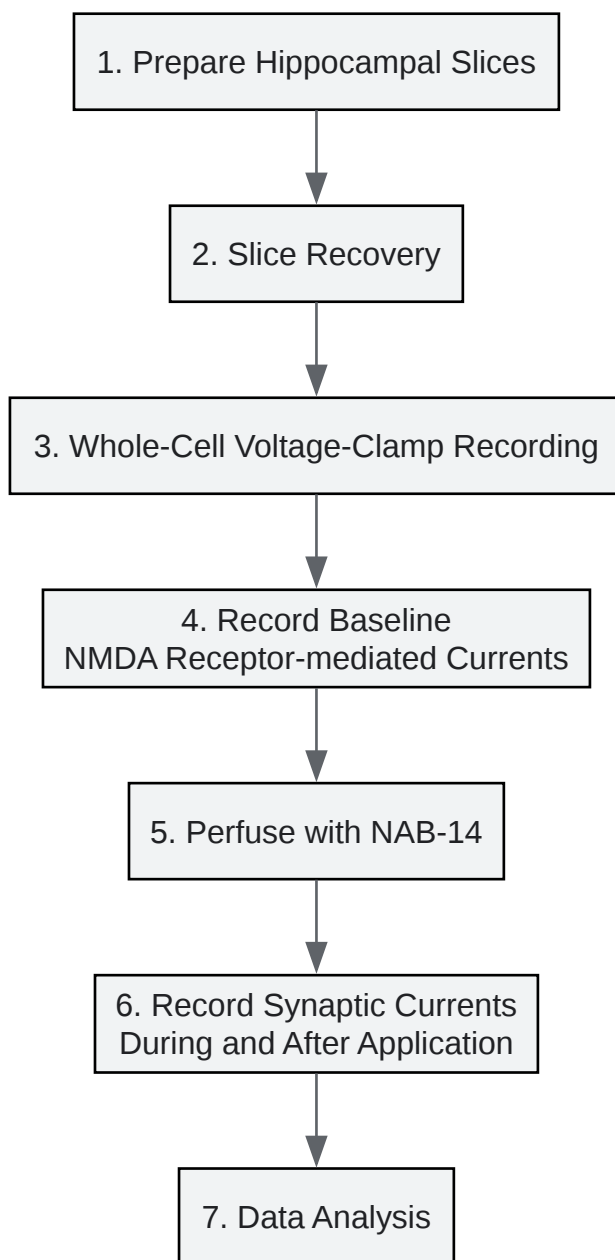 1. Prepare Hippocampal Slices
2. Slice Recovery
3. Whole-Cell Voltage-Clamp Recording
4. Record Baseline
NMDA Receptor-mediated Currents
5. Perfuse with NAB-14
6. Record Synaptic Currents
During and After Application
7. Data Analysis